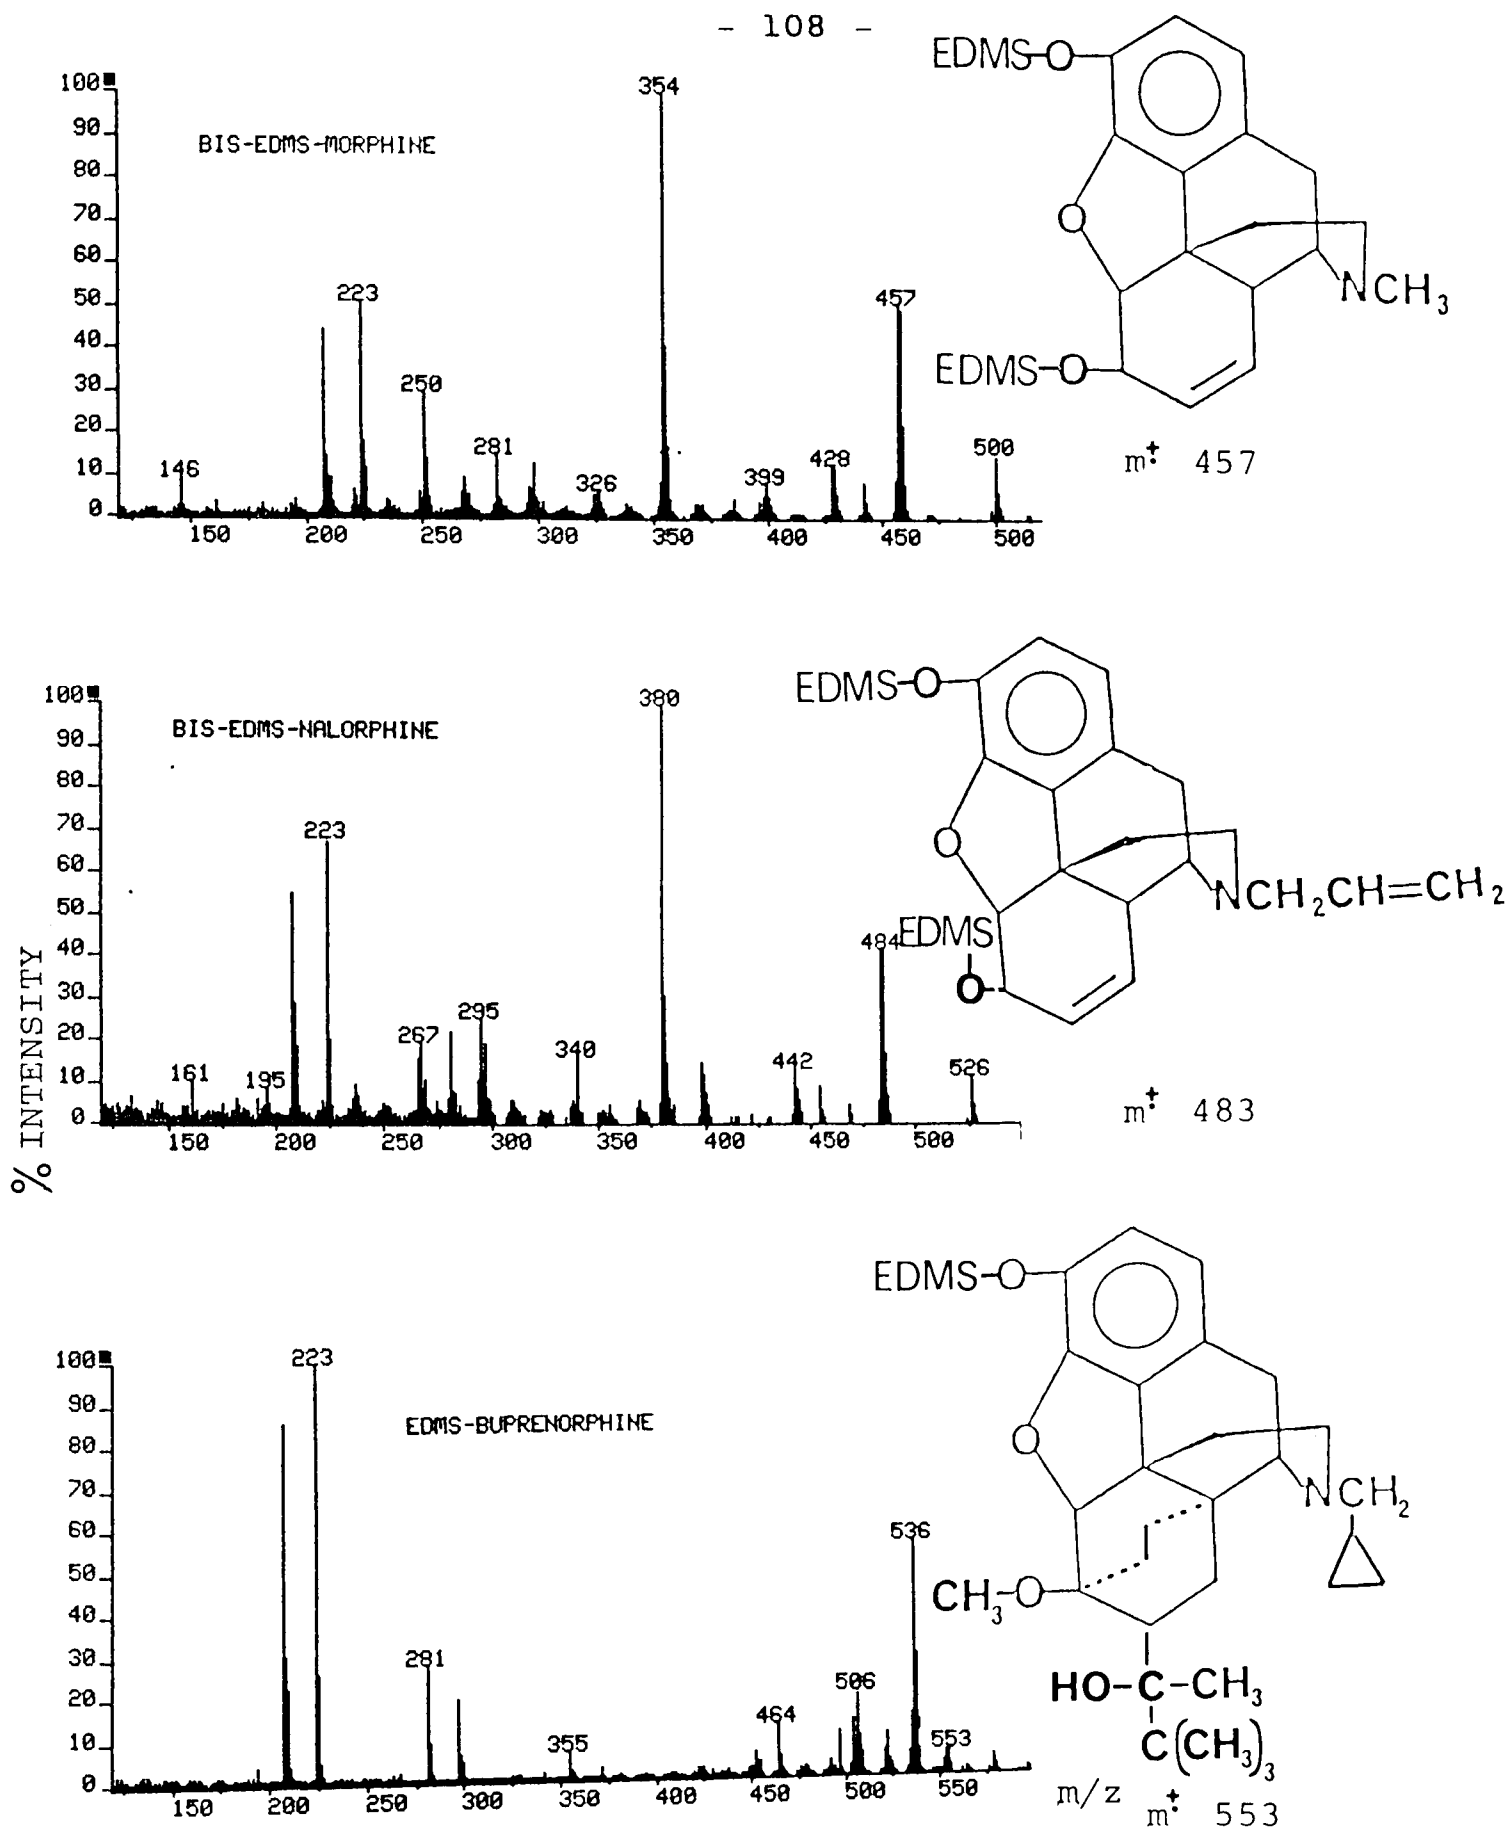 - 108 -
BIS-EDMS-MORPHINE
100
90
80
70
60
50
40
30
20
10
0
146
223
250
281
326
354
399
428
457
500
150 200 250 300 350 400 450 500
EDMS-O
O
NCH3
EDMS-O
m+. 457
BIS-EDMS-NALORPHINE
100
90
80
70
60
50
40
30
20
10
0
161
195
223
267
295
340
380
442
484
526
150 200 250 300 350 400 450 500
EDMS-O
O
NCH2CH=CH2
EDMS
O
m+. 483
% INTENSITY
EDMS-BUPRENORPHINE
100
90
80
70
60
50
40
30
20
10
0
223
281
355
464
506
536
553
150 200 250 300 350 400 450 500 550
m/z
EDMS-O
O
NCH2
CH3-O
HO-C-CH3
C(CH3)3
m+. 553